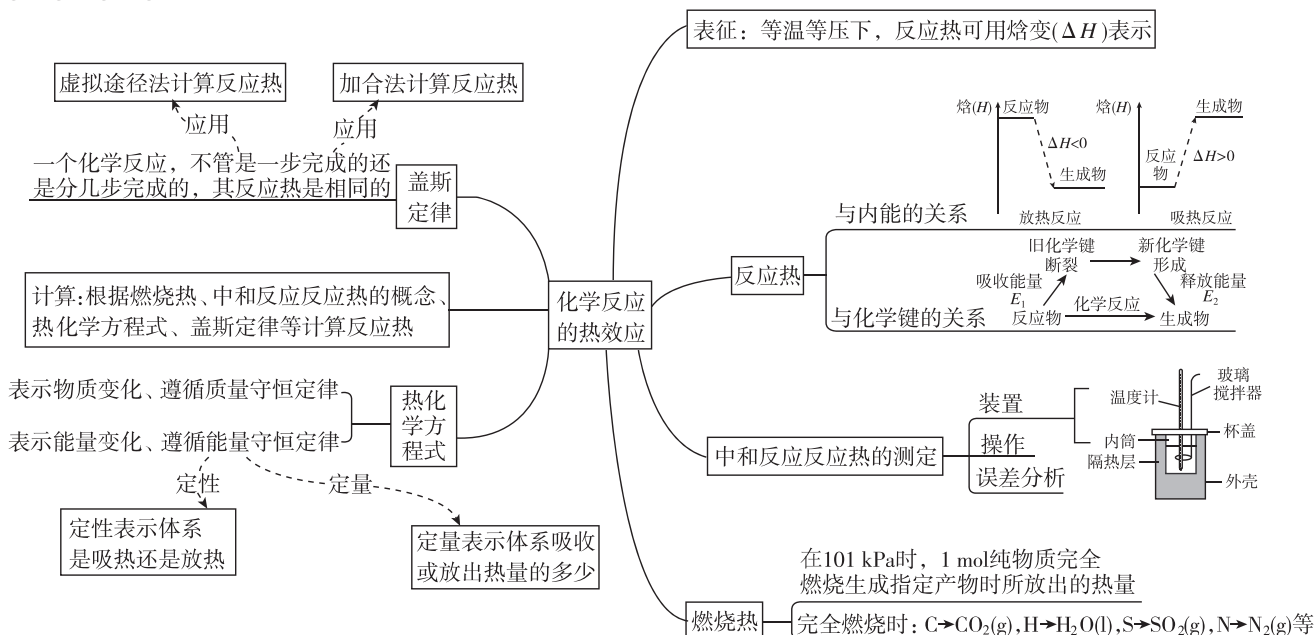 表征：等温等压下，反应热可用焓变(ΔH)表示
虚拟途径法计算反应热
加合法计算反应热
应用
应用
一个化学反应，不管是一步完成的还
是分几步完成的，其反应热是相同的
盖斯
定律
计算:根据燃烧热、中和反应反应热的概念、
热化学方程式、盖斯定律等计算反应热
化学反应
的热效应
表示物质变化、遵循质量守恒定律
表示能量变化、遵循能量守恒定律
热化
学方
程式
定性
定量
定性表示体系
是吸热还是放热
定量表示体系吸收
或放出热量的多少
反应热
与内能的关系
焓(H)
反应物
ΔH<0
生成物
放热反应
焓(H)
生成物
反应
物
ΔH>0
吸热反应
与化学键的关系
旧化学键
断裂
新化学键
形成
吸收能量
E₁
释放能量
E₂
反应物
化学反应
生成物
中和反应反应热的测定
装置
操作
误差分析
温度计
玻璃
搅拌器
杯盖
内筒
隔热层
外壳
燃烧热
在101 kPa时，1 mol纯物质完全
燃烧生成指定产物时所放出的热量
完全燃烧时：C→CO₂(g),H→H₂O(l),S→SO₂(g),N→N₂(g)等